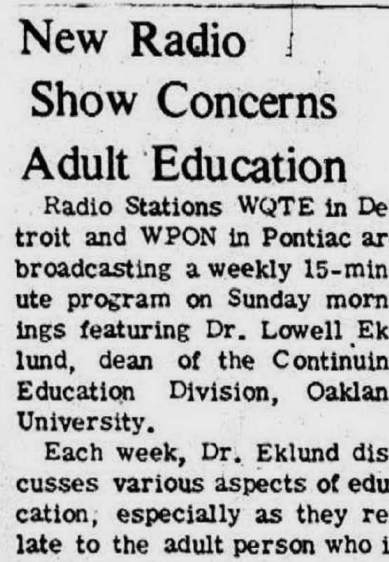 New Radio
Show Concerns
Adult Education
Radio Stations WQTE in De
troit and WPON in Pontiac ar
broadcasting a weekly 15-min
ute program on Sunday morn
ings featuring Dr. Lowell Ek
lund, dean of the Continuin
Education Division, Oaklan
University.
Each week, Dr. Eklund dis
cusses various aspects of edu
cation, especially as they re
late to the adult person who i